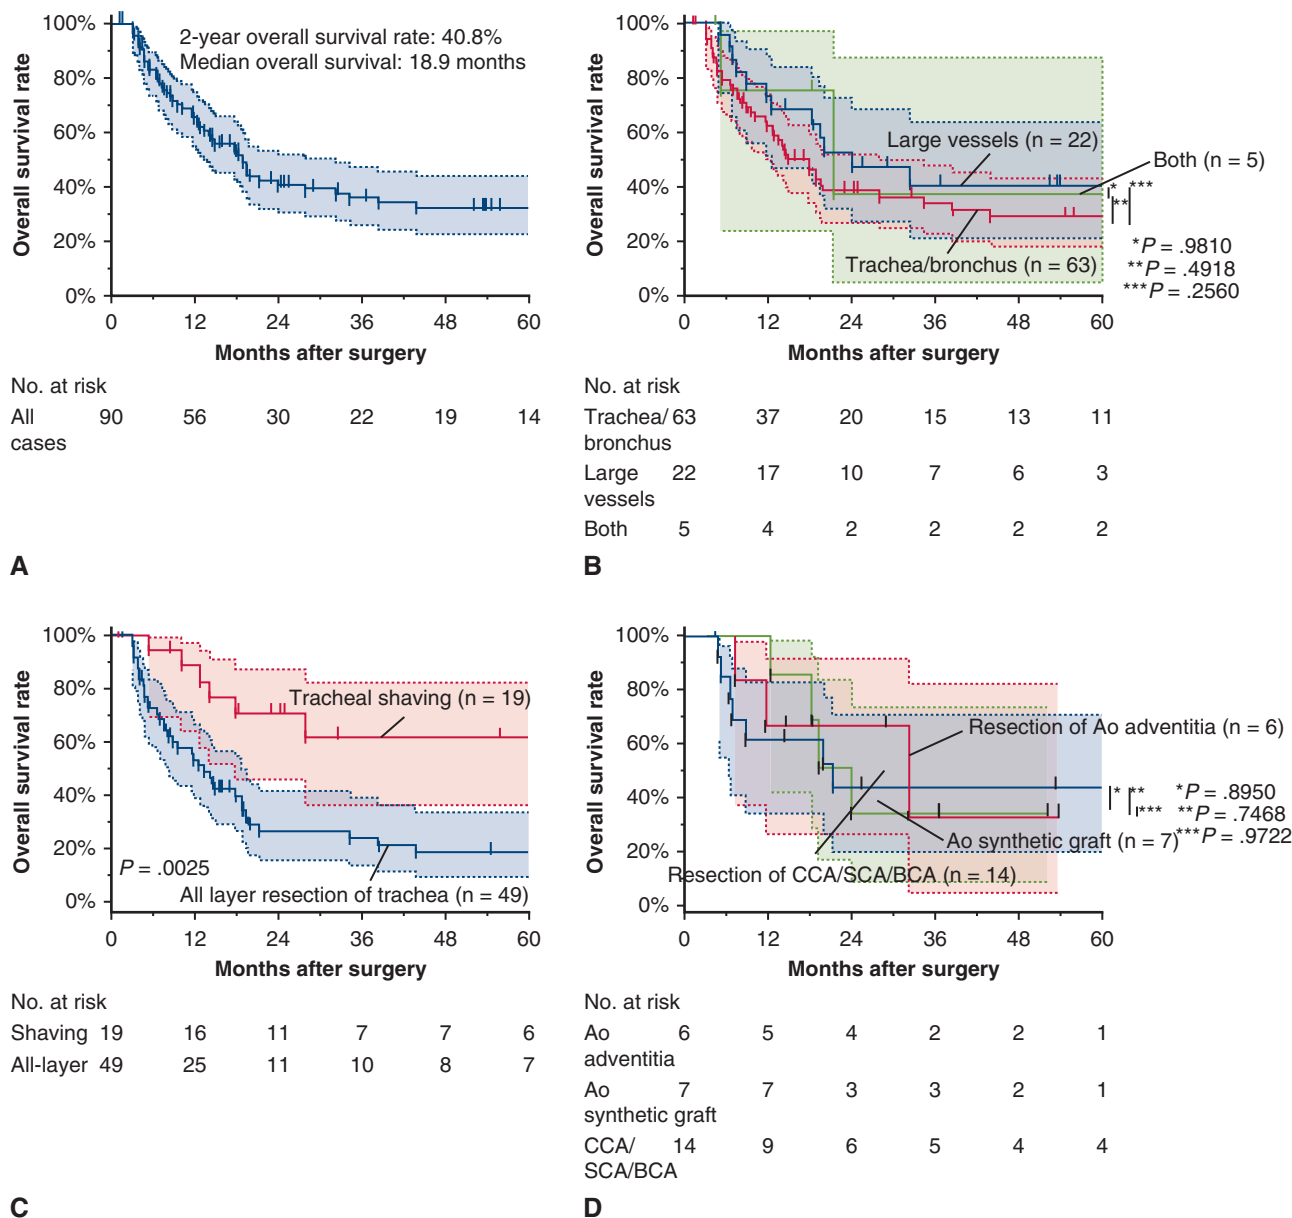 100%
80%
60%
40%
20%
0%
Overall survival rate
2-year overall survival rate: 40.8%
Median overall survival: 18.9 months
0 12 24 36 48 60
Months after surgery
No. at risk
All cases 90 56 30 22 19 14
A
100%
80%
60%
40%
20%
0%
Overall survival rate
Large vessels (n = 22)
Both (n = 5)
Trachea/bronchus (n = 63)
* ***
**
*P = .9810
**P = .4918
***P = .2560
0 12 24 36 48 60
Months after surgery
No. at risk
Trachea/bronchus 63 37 20 15 13 11
Large vessels 22 17 10 7 6 3
Both 5 4 2 2 2 2
B
100%
80%
60%
40%
20%
0%
Overall survival rate
Tracheal shaving (n = 19)
P = .0025
All layer resection of trachea (n = 49)
0 12 24 36 48 60
Months after surgery
No. at risk
Shaving 19 16 11 7 7 6
All-layer 49 25 11 10 8 7
C
100%
80%
60%
40%
20%
0%
Overall survival rate
Resection of Ao adventitia (n = 6)
Ao synthetic graft (n = 7)
Resection of CCA/SCA/BCA (n = 14)
* **
***
*P = .8950
**P = .7468
***P = .9722
0 12 24 36 48 60
Months after surgery
No. at risk
Ao adventitia 6 5 4 2 2 1
Ao synthetic graft 7 7 3 3 2 1
CCA/SCA/BCA 14 9 6 5 4 4
D